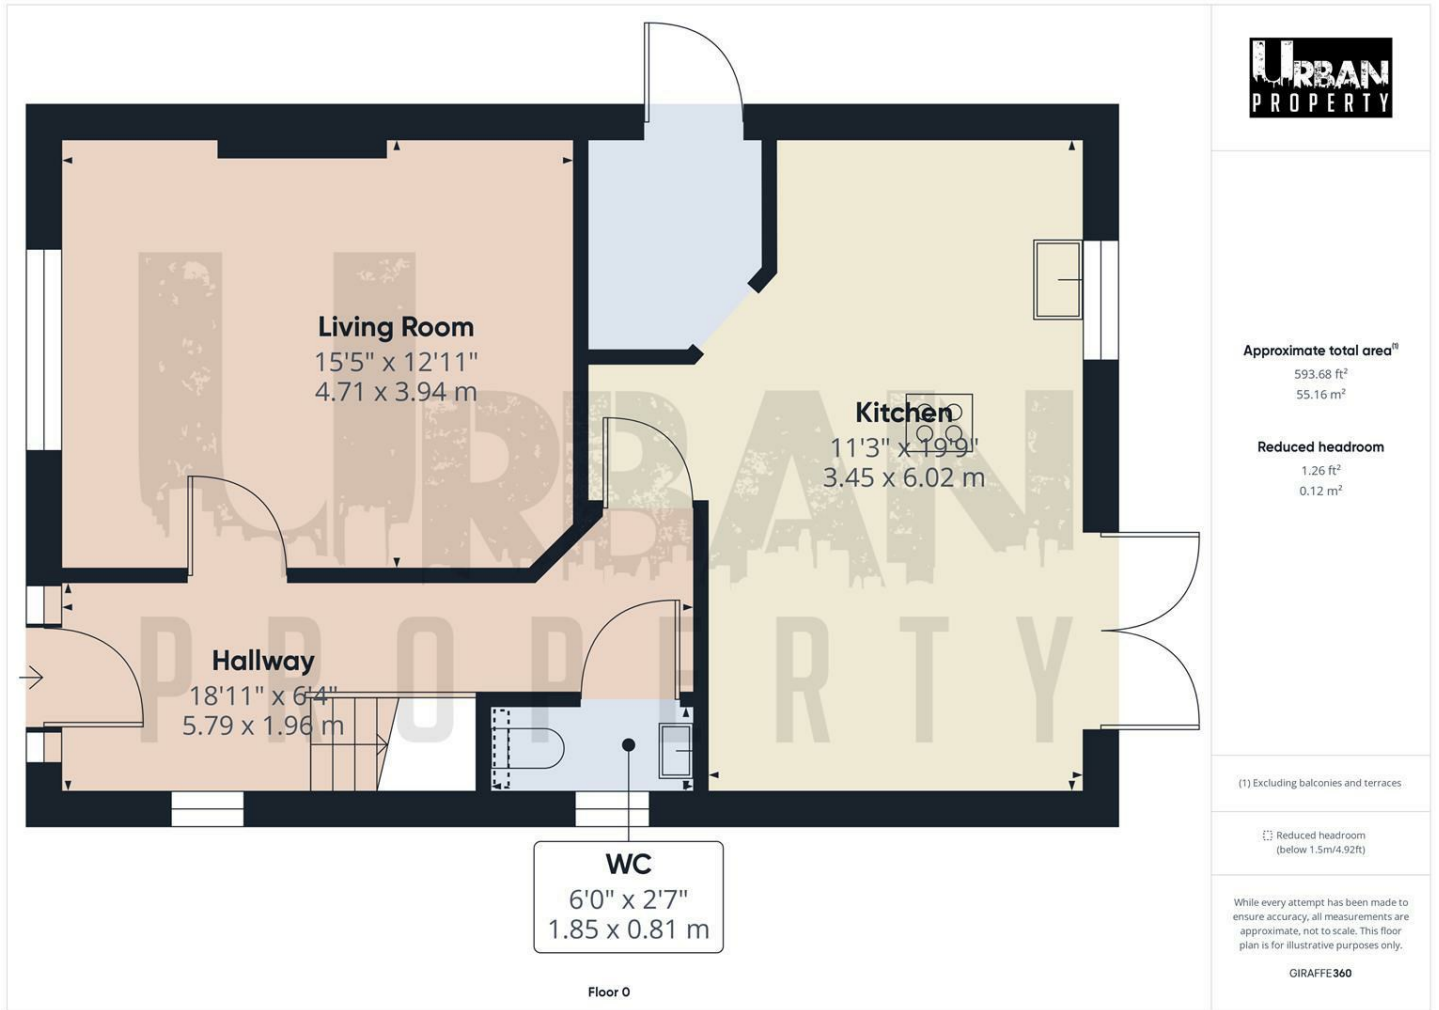 URBAN
PROPERTY
Living Room
15'5" x 12'11"
4.71 x 3.94 m
Kitchen
11'3" x 19'9"
3.45 x 6.02 m
Hallway
18'11" x 6'4"
5.79 x 1.96 m
WC
6'0" x 2'7"
1.85 x 0.81 m
Floor 0
URBAN
PROPERTY
Approximate total area(1)
593.68 ft²
55.16 m²
Reduced headroom
1.26 ft²
0.12 m²
(1) Excluding balconies and terraces
Reduced headroom
(below 1.5m/4.92ft)
While every attempt has been made to
ensure accuracy, all measurements are
approximate, not to scale. This floor
plan is for illustrative purposes only.
GIRAFFE360